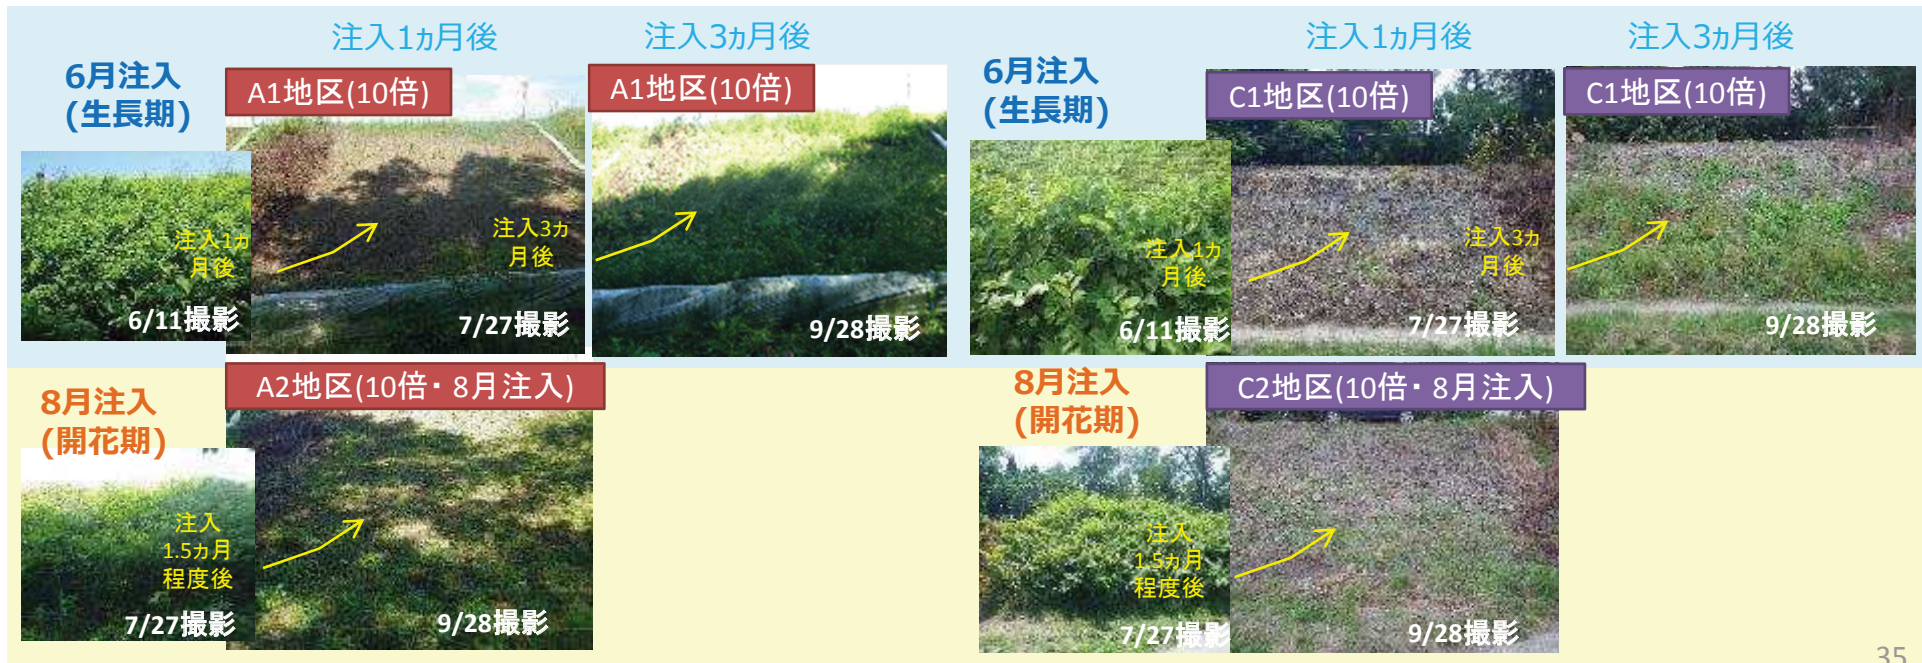 注入1ヵ月後
注入3ヵ月後
6月注入
(生長期)
A1地区(10倍)
A1地区(10倍)
注入1カ
月後
注入3カ
月後
6/11撮影
7/27撮影
9/28撮影
8月注入
(開花期)
A2地区(10倍・8月注入)
注入
1.5カ月
程度後
7/27撮影
9/28撮影
注入1ヵ月後
注入3ヵ月後
6月注入
(生長期)
C1地区(10倍)
C1地区(10倍)
注入1カ
月後
注入3カ
月後
6/11撮影
7/27撮影
9/28撮影
8月注入
(開花期)
C2地区(10倍・8月注入)
注入
1.5カ月
程度後
7/27撮影
9/28撮影
35